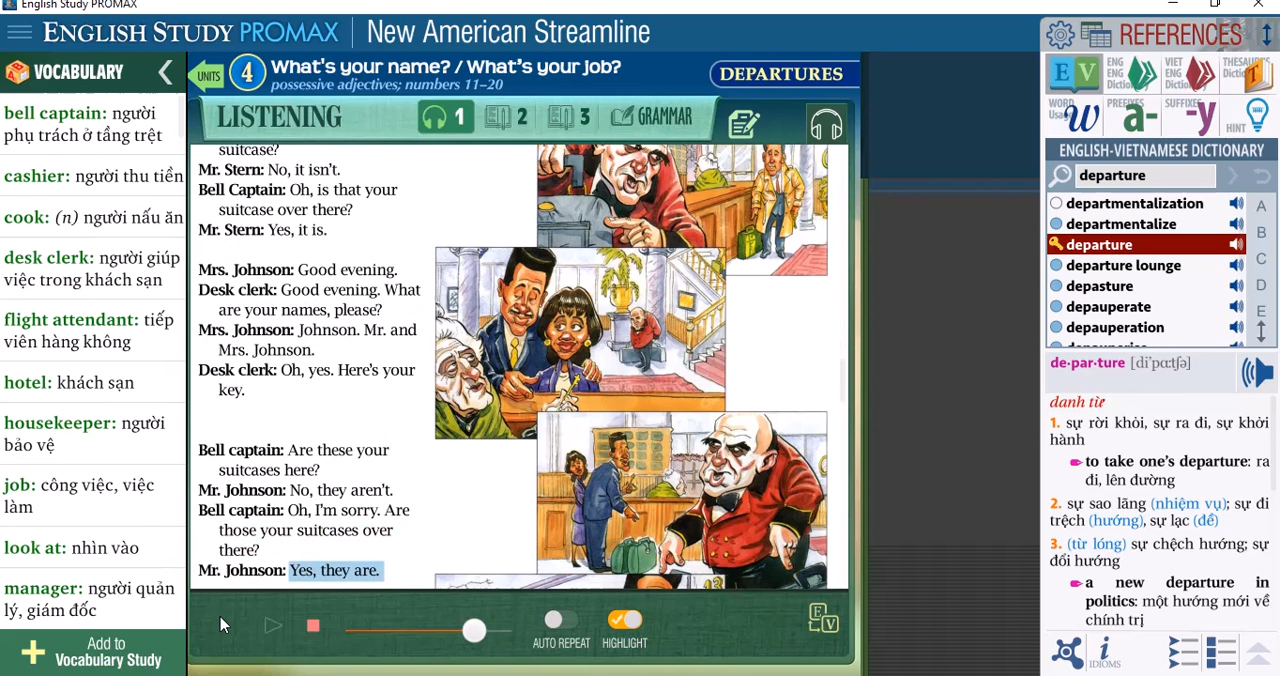 English Study PROMAX
ENGLISH STUDY PROMAX
New American Streamline
VOCABULARY
bell captain: người
phụ trách ở tầng trệt
cashier: người thu tiền
cook: (n) người nấu ăn
desk clerk: người giúp
việc trong khách sạn
flight attendant: tiếp
viên hàng không
hotel: khách sạn
housekeeper: người
bảo vệ
job: công việc, việc
làm
look at: nhìn vào
manager: người quản
lý, giám đốc
Add to
Vocabulary Study
UNITS
4
What's your name? / What's your job?
possessive adjectives; numbers 11-20
DEPARTURES
LISTENING
1
2
3
GRAMMAR
suitcase?
Mr. Stern: No, it isn't.
Bell Captain: Oh, is that your
suitcase over there?
Mr. Stern: Yes, it is.
Mrs. Johnson: Good evening.
Desk clerk: Good evening. What
are your names, please?
Mrs. Johnson: Johnson. Mr. and
Mrs. Johnson.
Desk clerk: Oh, yes. Here's your
key.
Bell captain: Are these your
suitcases here?
Mr. Johnson: No, they aren't.
Bell captain: Oh, I'm sorry. Are
those your suitcases over
there?
Mr. Johnson: Yes, they are.
AUTO REPEAT
HIGHLIGHT
E
V
REFERENCES
E V
ENG
ENG
Dictionary
VIET
ENG
Dictionary
THESAURUS
T
WORD
Usage
W
PREFIXES
a-
SUFFIXES
-y
HINT
ENGLISH-VIETNAMESE DICTIONARY
departure
departmentalization
departmentalize
departure
departure lounge
depasture
depauperate
depauperation
A
B
C
D
E
de·par·ture [di'pɑ:tʃə]
danh từ
1. sự rời khỏi, sự ra đi, sự khởi
hành
to take one's departure: ra
đi, lên đường
2. sự sao lãng (nhiệm vụ); sự đi
trệch (hướng), sự lạc (đề)
3. (từ lóng) sự chệch hướng; sự
đổi hướng
a new departure in
politics: một hướng mới về
chính trị
i
IDIOMS